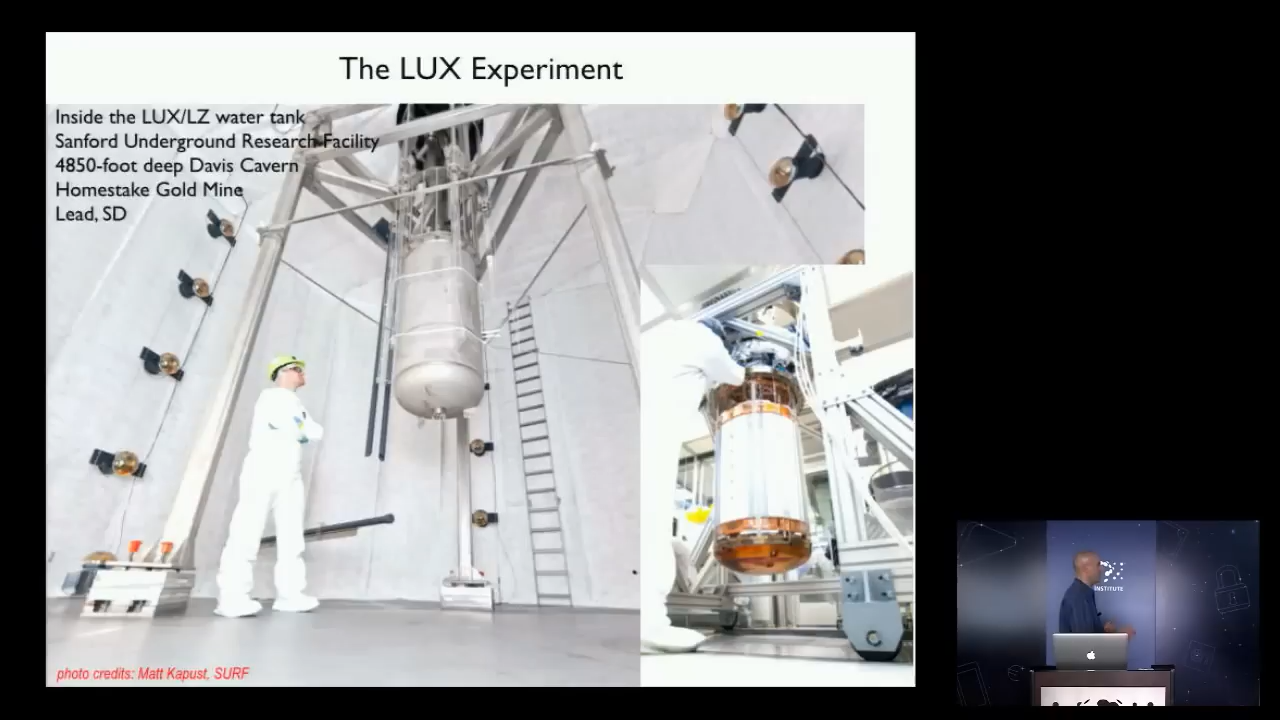 The LUX Experiment
Inside the LUX/LZ water tank
Sanford Underground Research Facility
4850-foot deep Davis Cavern
Homestake Gold Mine
Lead, SD
photo credits: Matt Kapust, SURF
INSTITUTE